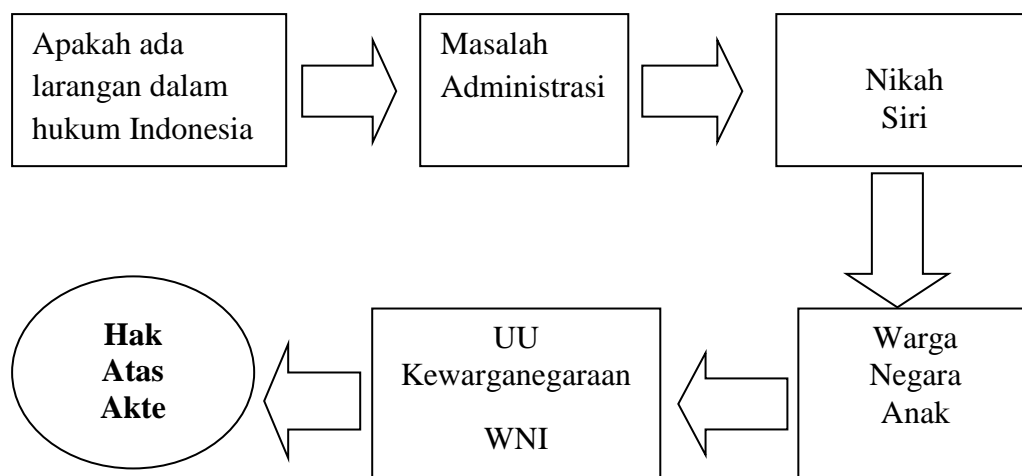 Apakah ada
larangan dalam
hukum Indonesia
Masalah
Administrasi
Nikah
Siri
Warga
Negara
Anak
UU
Kewarganegaraan
WNI
Hak
Atas
Akte